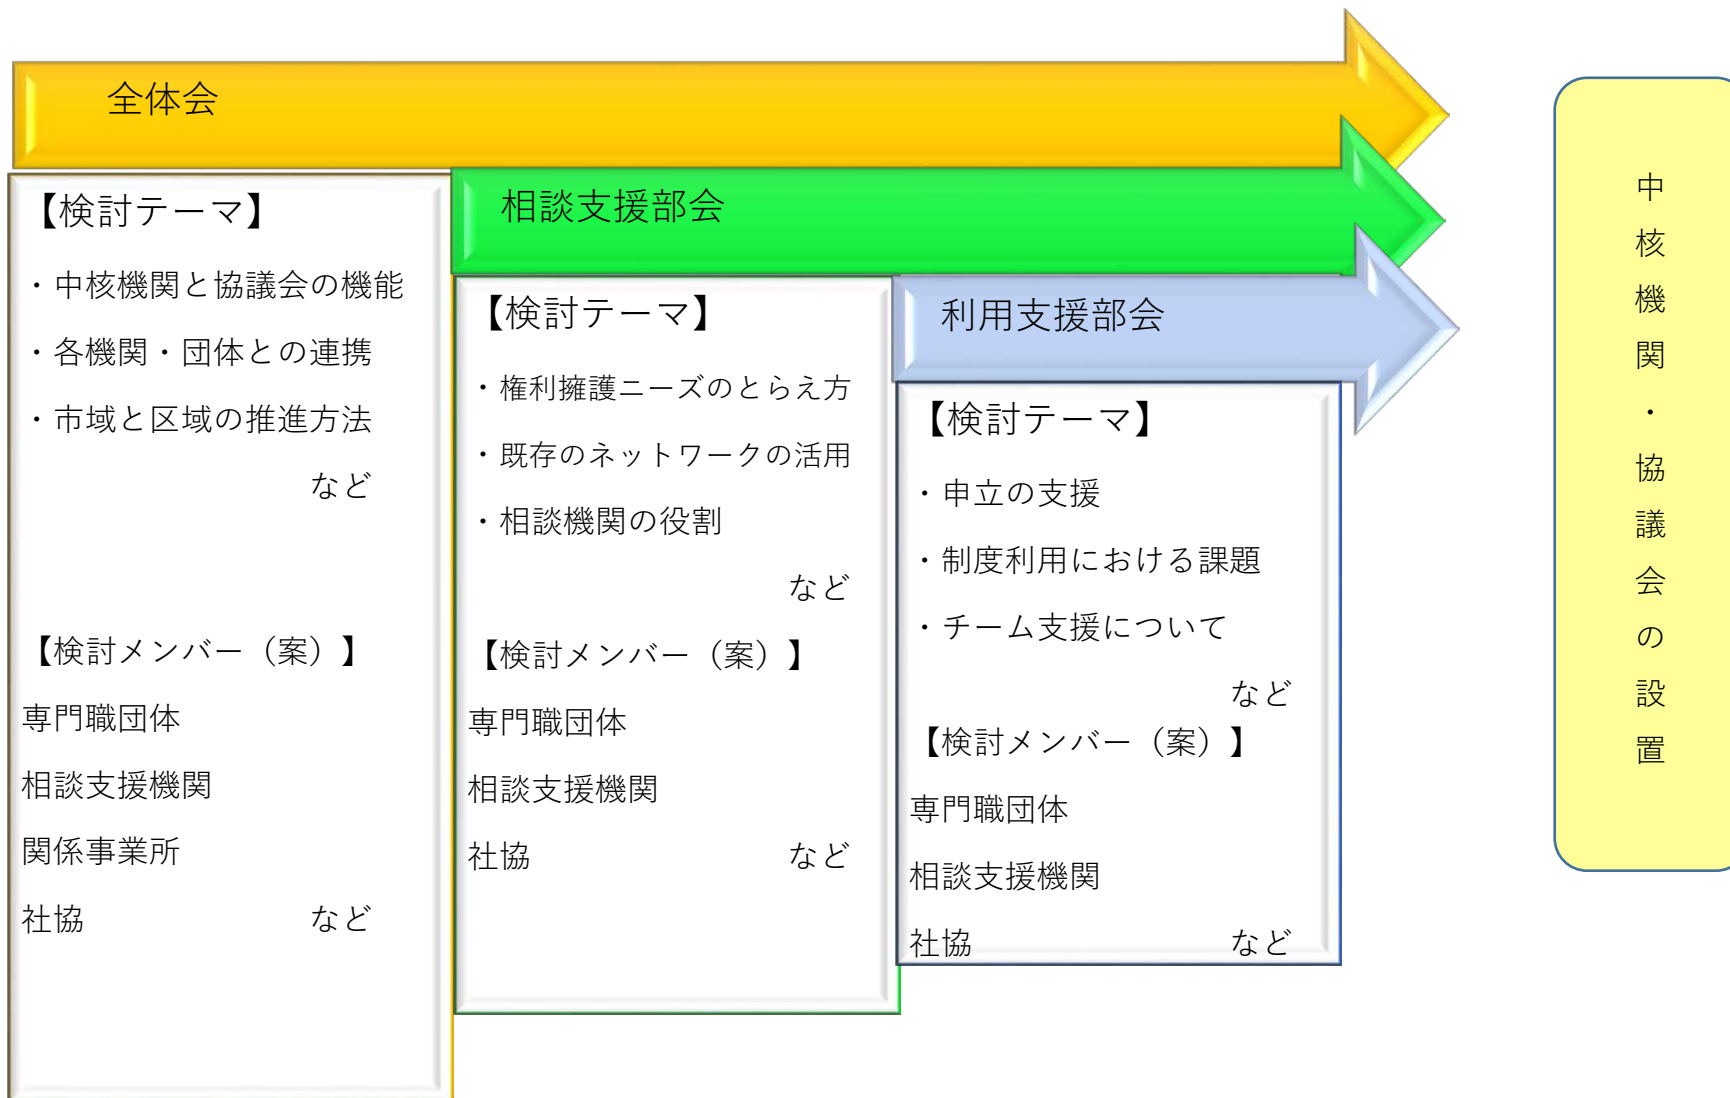 全体会
【検討テーマ】
・中核機関と協議会の機能
・各機関・団体との連携
・市域と区域の推進方法
など
【検討メンバー（案）】
専門職団体
相談支援機関
関係事業所
社協 など
相談支援部会
【検討テーマ】
・権利擁護ニーズのとらえ方
・既存のネットワークの活用
・相談機関の役割
など
【検討メンバー（案）】
専門職団体
相談支援機関
社協 など
利用支援部会
【検討テーマ】
・申立の支援
・制度利用における課題
・チーム支援について
など
【検討メンバー（案）】
専門職団体
相談支援機関
社協 など
中核機関・協議会の設置